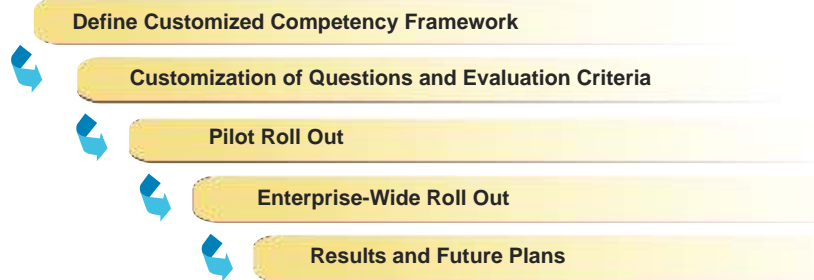 Define Customized Competency Framework
Customization of Questions and Evaluation Criteria
Pilot Roll Out
Enterprise-Wide Roll Out
Results and Future Plans